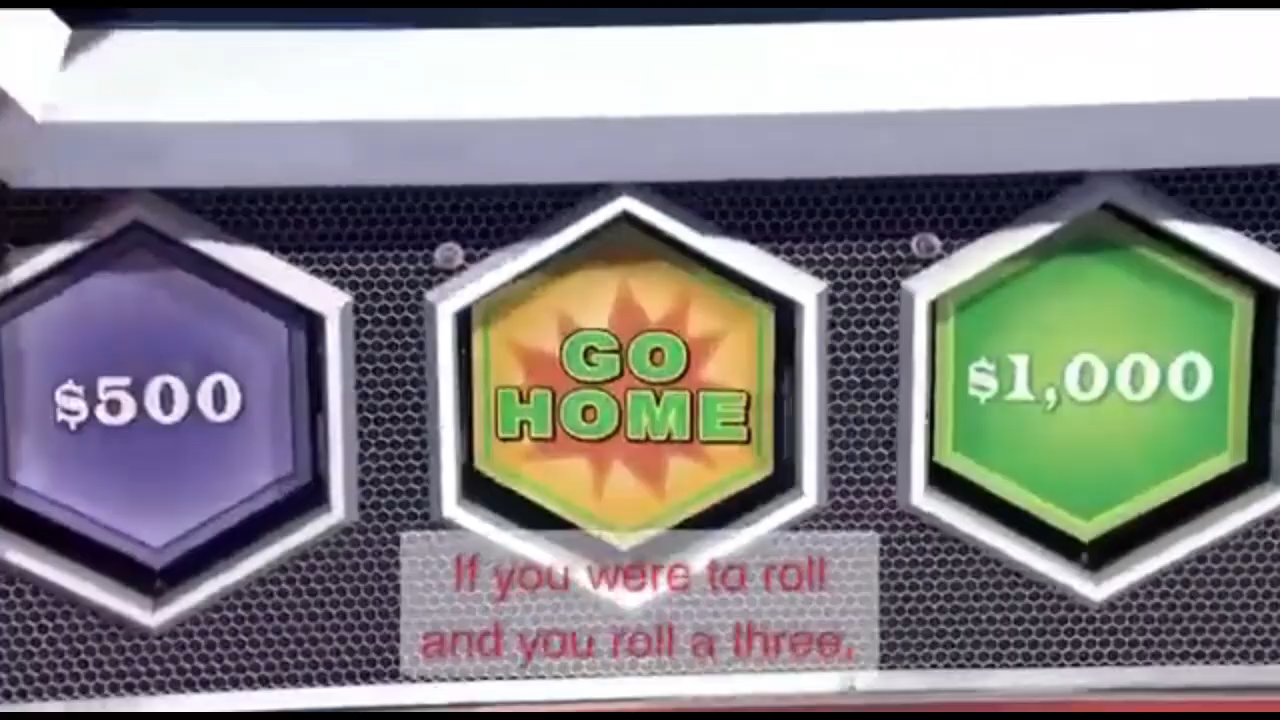 $500
GO
HOME
$1,000
If you were to roll
and you roll a three,